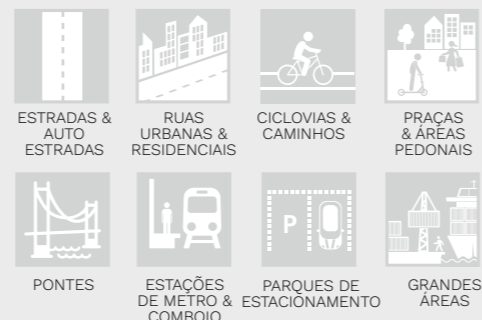 ESTRADAS &
AUTO
ESTRADAS
RUAS
URBANAS &
RESIDENCIAIS
CICLOVIAS &
CAMINHOS
PRAÇAS
& ÁREAS
PEDONAIS
P
PONTES
ESTAÇÕES
DE METRO &
COMBOIO
PARQUES DE
ESTACIONAMENTO
GRANDES
ÁREAS